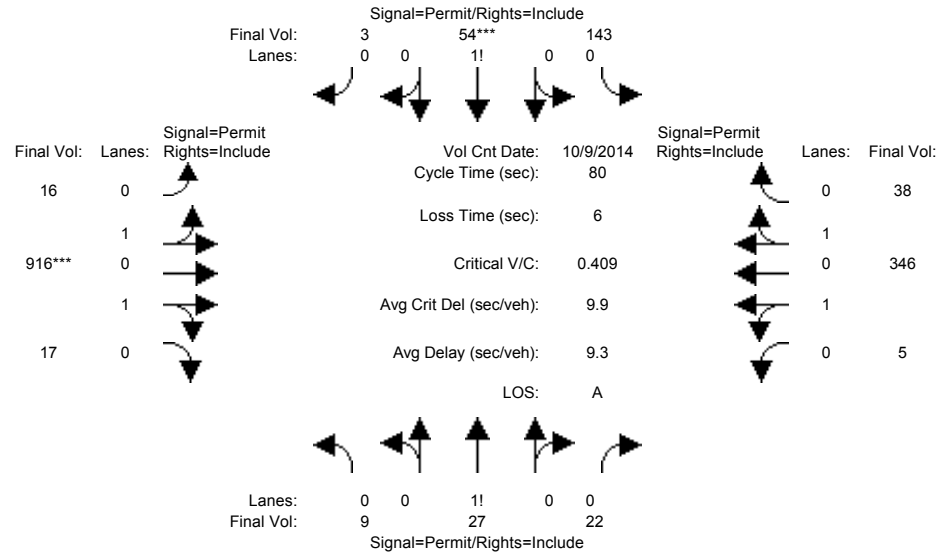 Signal=Permit/Rights=Include
Final Vol: 3 54*** 143
Lanes: 0 0 1! 0 0
Signal=Permit Signal=Permit
Final Vol: Lanes: Rights=Include Vol Cnt Date: 10/9/2014 Rights=Include Lanes: Final Vol:
Cycle Time (sec): 80
16 0 0 38
Loss Time (sec): 6
1 1
916*** 0 Critical V/C: 0.409 0 346
1 Avg Crit Del (sec/veh): 9.9 1
17 0 Avg Delay (sec/veh): 9.3 0 5
LOS: A
Lanes: 0 0 1! 0 0
Final Vol: 9 27 22
Signal=Permit/Rights=Include